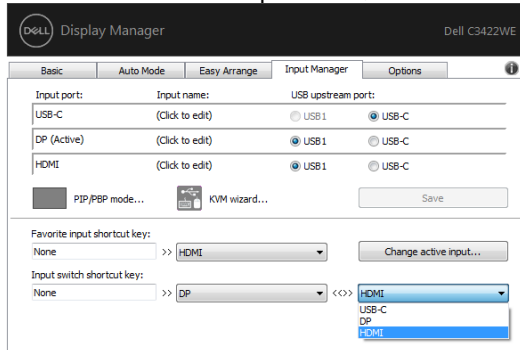 DELL Display Manager Dell C3422WE
Basic Auto Mode Easy Arrange Input Manager Options i
Input port: Input name: USB upstream port:
USB-C (Click to edit) USB1 USB-C
DP (Active) (Click to edit) USB1 USB-C
HDMI (Click to edit) USB1 USB-C
PIP/PBP mode... KVM wizard... Save
Favorite input shortcut key:
None >> HDMI Change active input...
Input switch shortcut key:
None >> DP <<>> HDMI
USB-C
DP
HDMI